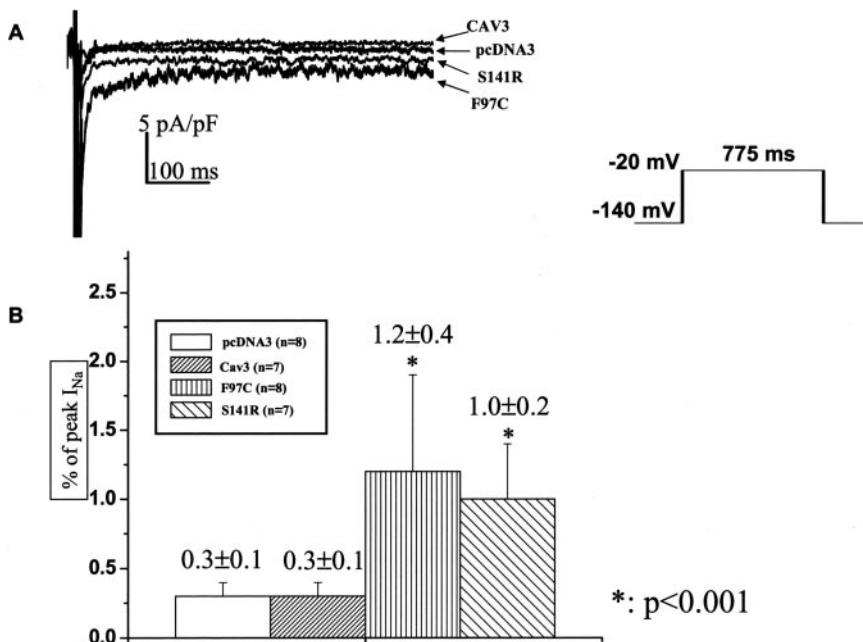 A
CAV3
pcDNA3
S141R
F97C
5 pA/pF
100 ms
-20 mV
775 ms
-140 mV
B
% of peak I_Na
2.5
2.0
1.5
1.0
0.5
0.0
pcDNA3 (n=8)
Cav3 (n=7)
F97C (n=8)
S141R (n=7)
0.3±0.1
0.3±0.1
1.2±0.4
*
1.0±0.2
*
*: p<0.001